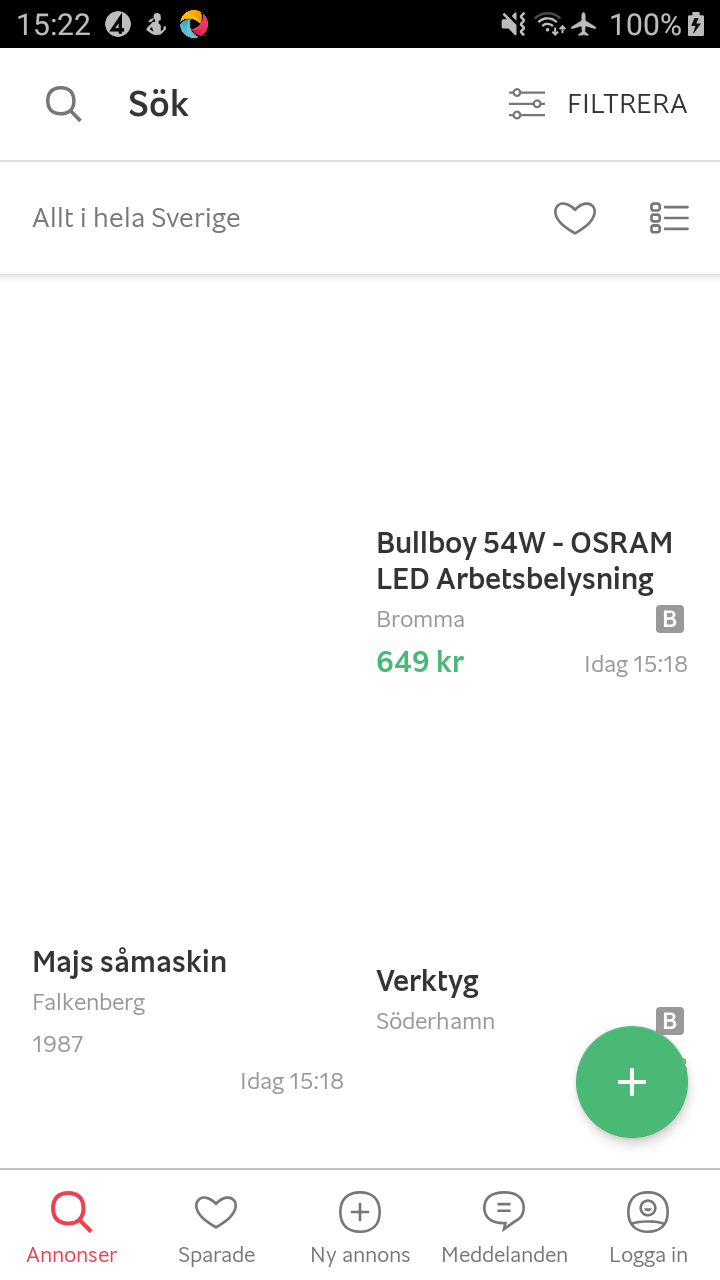 15:22
100%
Sök
FILTRERA
Allt i hela Sverige
Bullboy 54W - OSRAM
LED Arbetsbelysning
Bromma
B
649 kr
Idag 15:18
Majs såmaskin
Falkenberg
1987
Idag 15:18
Verktyg
Söderhamn
B
Annonser
Sparade
Ny annons
Meddelanden
Logga in